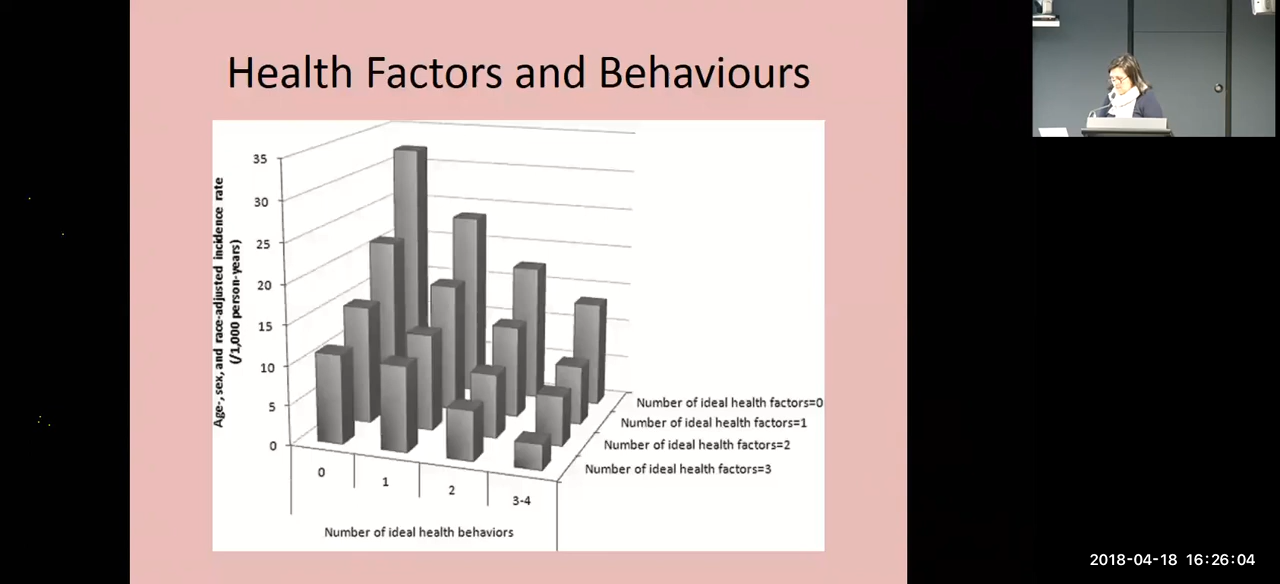 Health Factors and Behaviours
Age-, sex, and race-adjusted incidence rate
(/1,000 person-years)
35
30
25
20
15
10
5
0
0
1
2
3-4
Number of ideal health behaviors
Number of ideal health factors=0
Number of ideal health factors=1
Number of ideal health factors=2
Number of ideal health factors=3
2018-04-18 16:26:04